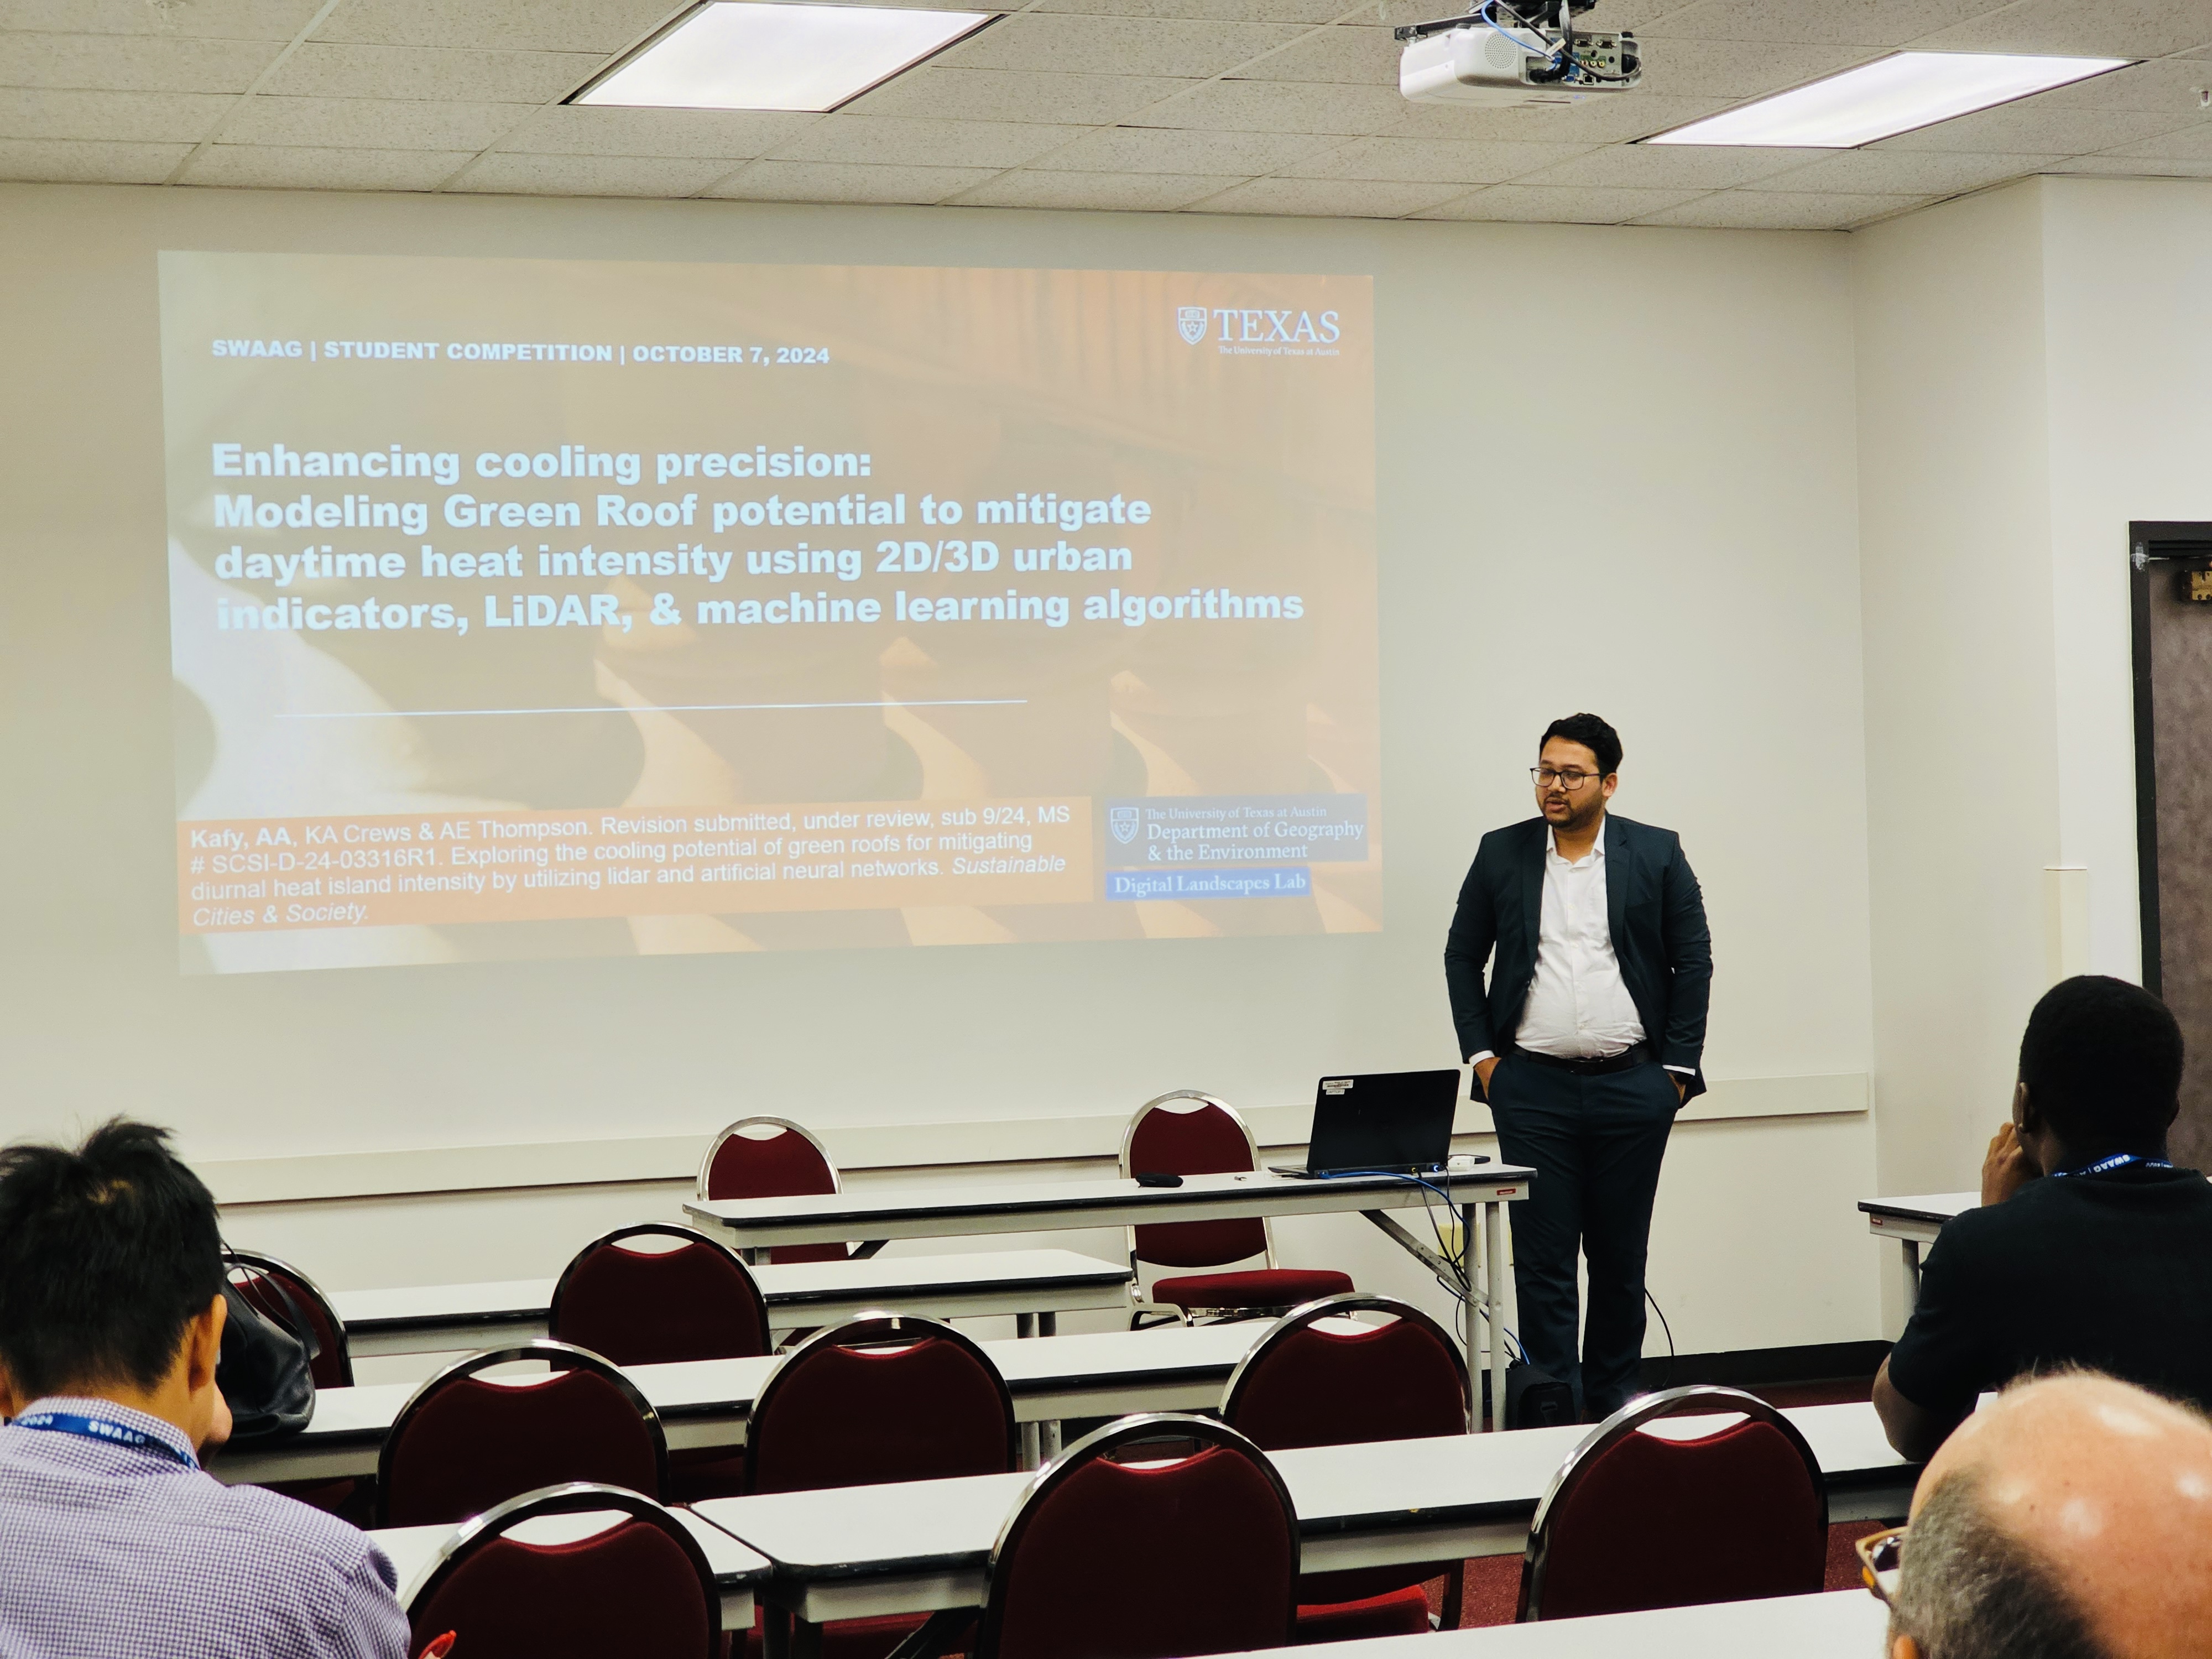 SWAAG | STUDENT COMPETITION | OCTOBER 7, 2024
TEXAS
The University of Texas at Austin
Enhancing cooling precision:
Modeling Green Roof potential to mitigate
daytime heat intensity using 2D/3D urban
indicators, LiDAR, & machine learning algorithms
Kafy, AA, KA Crews & AE Thompson. Revision submitted, under review, sub 9/24, MS
# SCSI-D-24-03316R1. Exploring the cooling potential of green roofs for mitigating
diurnal heat island intensity by utilizing lidar and artificial neural networks. Sustainable
Cities & Society.
The University of Texas at Austin
Department of Geography
& the Environment
Digital Landscapes Lab
SWAAG
2024 SWAAG